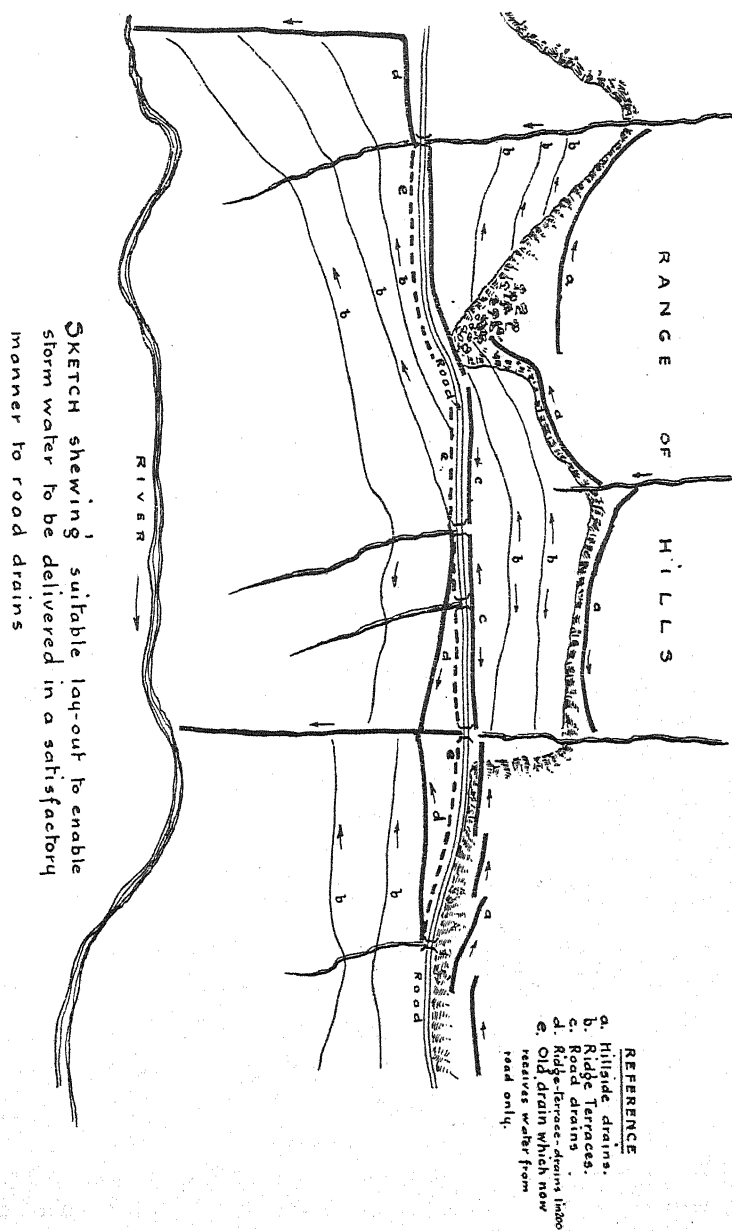 RANGE OF HILLS
a
a
a
b
b
b
b
b
d
c
c
Road
Road
e
e
e
e
d
d
d
b
b
b
b
b
RIVER
REFERENCE
a. Hillside drains.
b. Ridge Terraces.
c. Road drains.
d. Ridge-terrace-drains 1in200
e. Old drain which now
receives water from
road only.
SKETCH shewing suitable lay-out to enable
storm water to be delivered in a satisfactory
manner to road drains